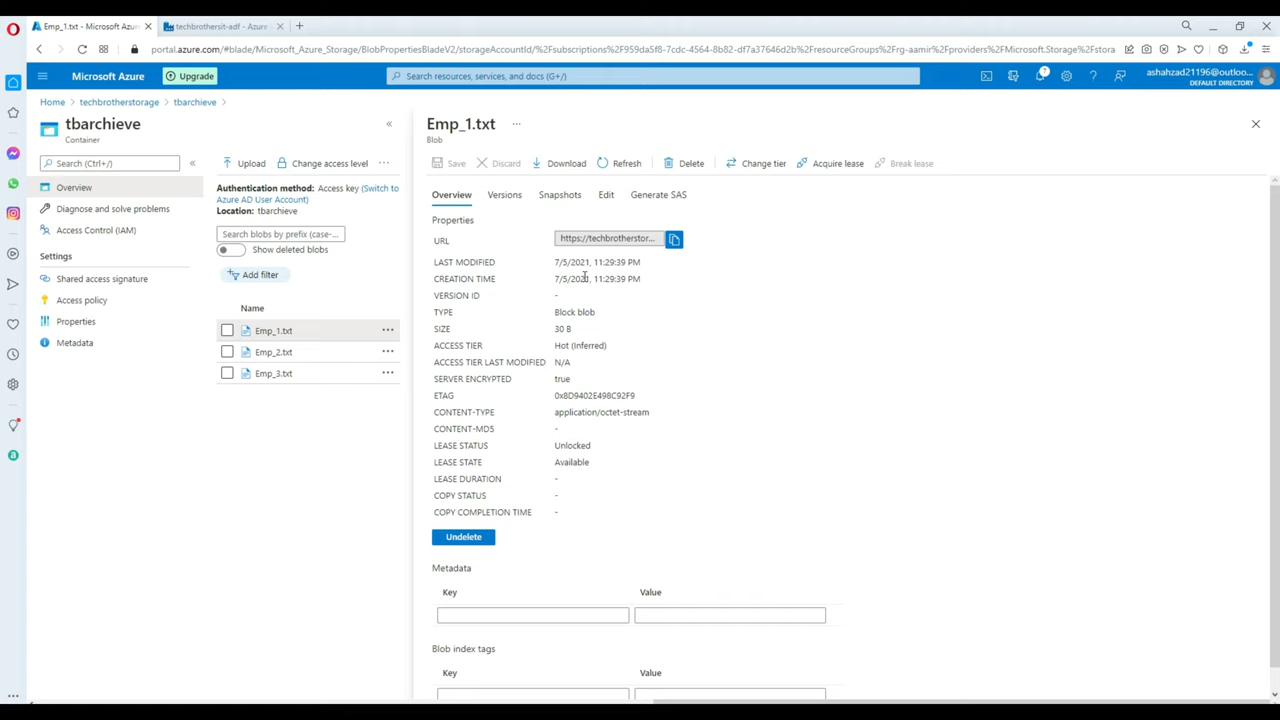 Emp_1.txt - Microsoft Azur
techbrothersit-adf - Azure
portal.azure.com/#blade/Microsoft_Azure_Storage/BlobPropertiesBladeV2/storageAccountId/%2Fsubscriptions%2F959da5f8-7cdc-4564-8b82-df7a37646d2b%2FresourceGroups%2Frg-aamir%2Fproviders%2FMicrosoft.Storage%2Fstora
Microsoft Azure
Upgrade
Search resources, services, and docs (G+/)
7
ashahzad21196@outloo...
DEFAULT DIRECTORY
Home > techbrotherstorage > tbarchieve >
tbarchieve
Container
Search (Ctrl+/)
Overview
Diagnose and solve problems
Access Control (IAM)
Settings
Shared access signature
Access policy
Properties
Metadata
Upload
Change access level
Authentication method: Access key (Switch to
Azure AD User Account)
Location: tbarchieve
Search blobs by prefix (case-...
Show deleted blobs
Add filter
Name
Emp_1.txt
Emp_2.txt
Emp_3.txt
Emp_1.txt
Blob
Save
Discard
Download
Refresh
Delete
Change tier
Acquire lease
Break lease
Overview
Versions
Snapshots
Edit
Generate SAS
Properties
URL https://techbrotherstor...
LAST MODIFIED 7/5/2021, 11:29:39 PM
CREATION TIME 7/5/2021, 11:29:39 PM
VERSION ID -
TYPE Block blob
SIZE 30 B
ACCESS TIER Hot (Inferred)
ACCESS TIER LAST MODIFIED N/A
SERVER ENCRYPTED true
ETAG 0x8D9402E498C92F9
CONTENT-TYPE application/octet-stream
CONTENT-MD5 -
LEASE STATUS Unlocked
LEASE STATE Available
LEASE DURATION -
COPY STATUS -
COPY COMPLETION TIME -
Undelete
Metadata
Key Value
Blob index tags
Key Value